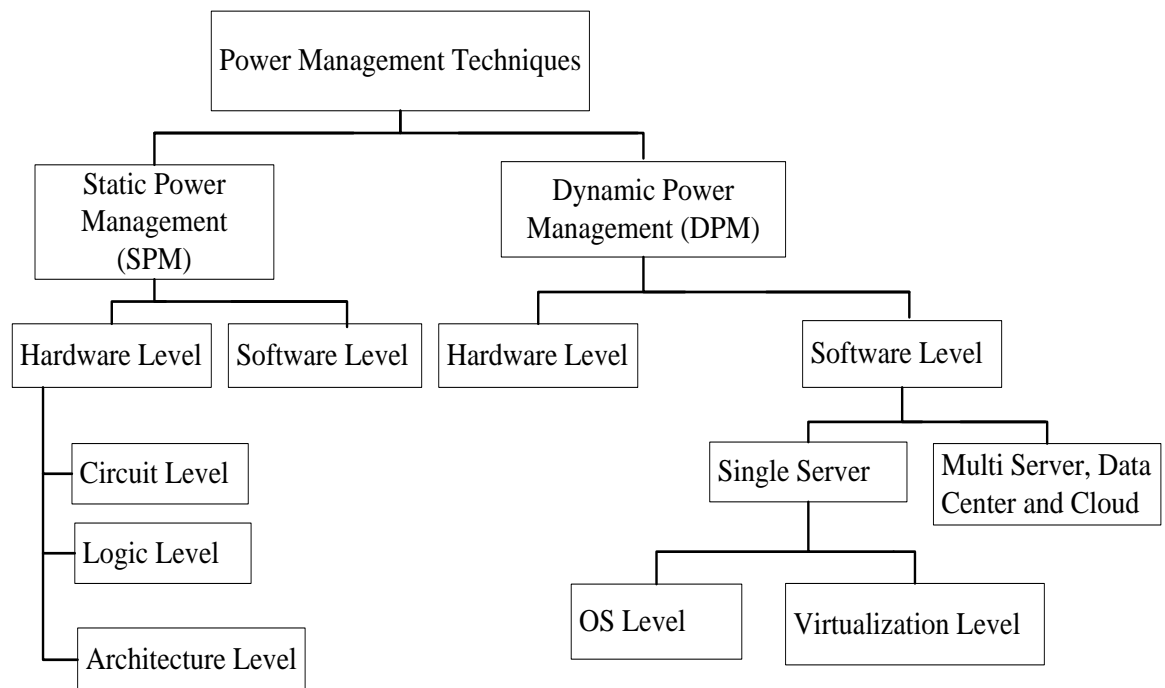 Power Management Techniques
Static Power
Management
(SPM)
Dynamic Power
Management (DPM)
Hardware Level
Software Level
Hardware Level
Software Level
Circuit Level
Logic Level
Architecture Level
Single Server
Multi Server, Data
Center and Cloud
OS Level
Virtualization Level